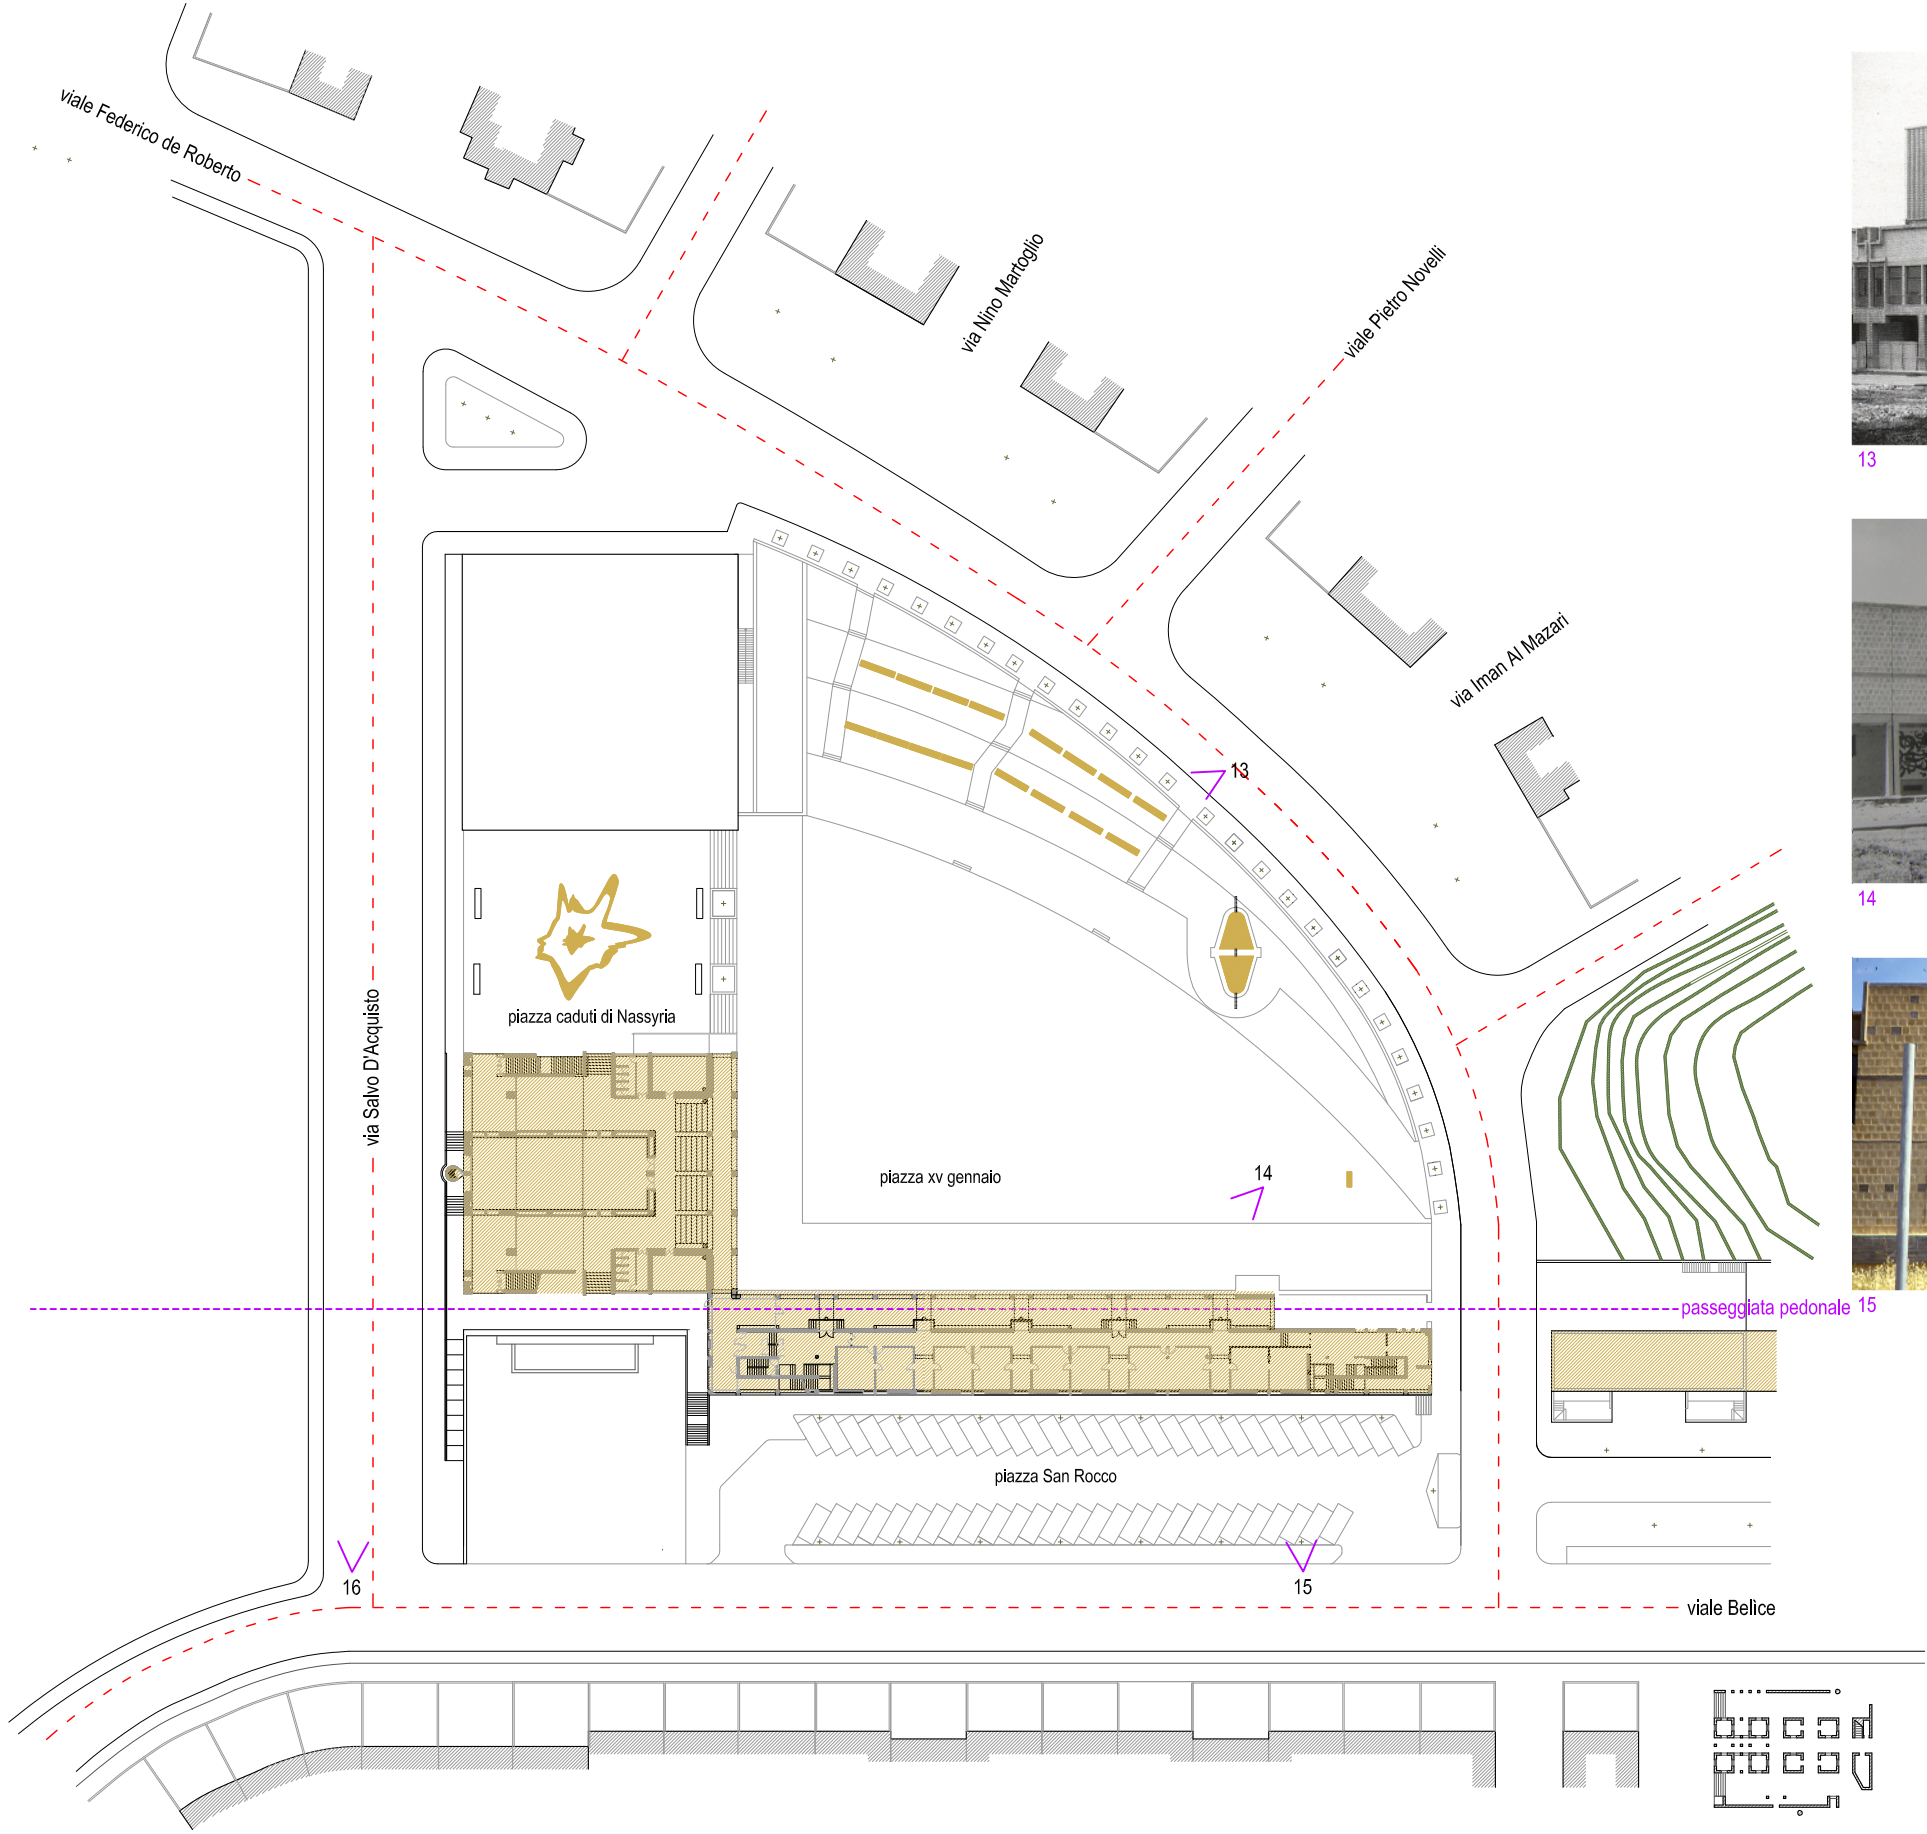 viale Federico de Roberto
via Nino Martoglio
viale Pietro Novelli
via Iman Al Mazari
13
13
14
via Salvo D'Acquisto
piazza caduti di Nassyria
piazza xv gennaio
14
passeggiata pedonale
15
piazza San Rocco
16
15
viale Belìce